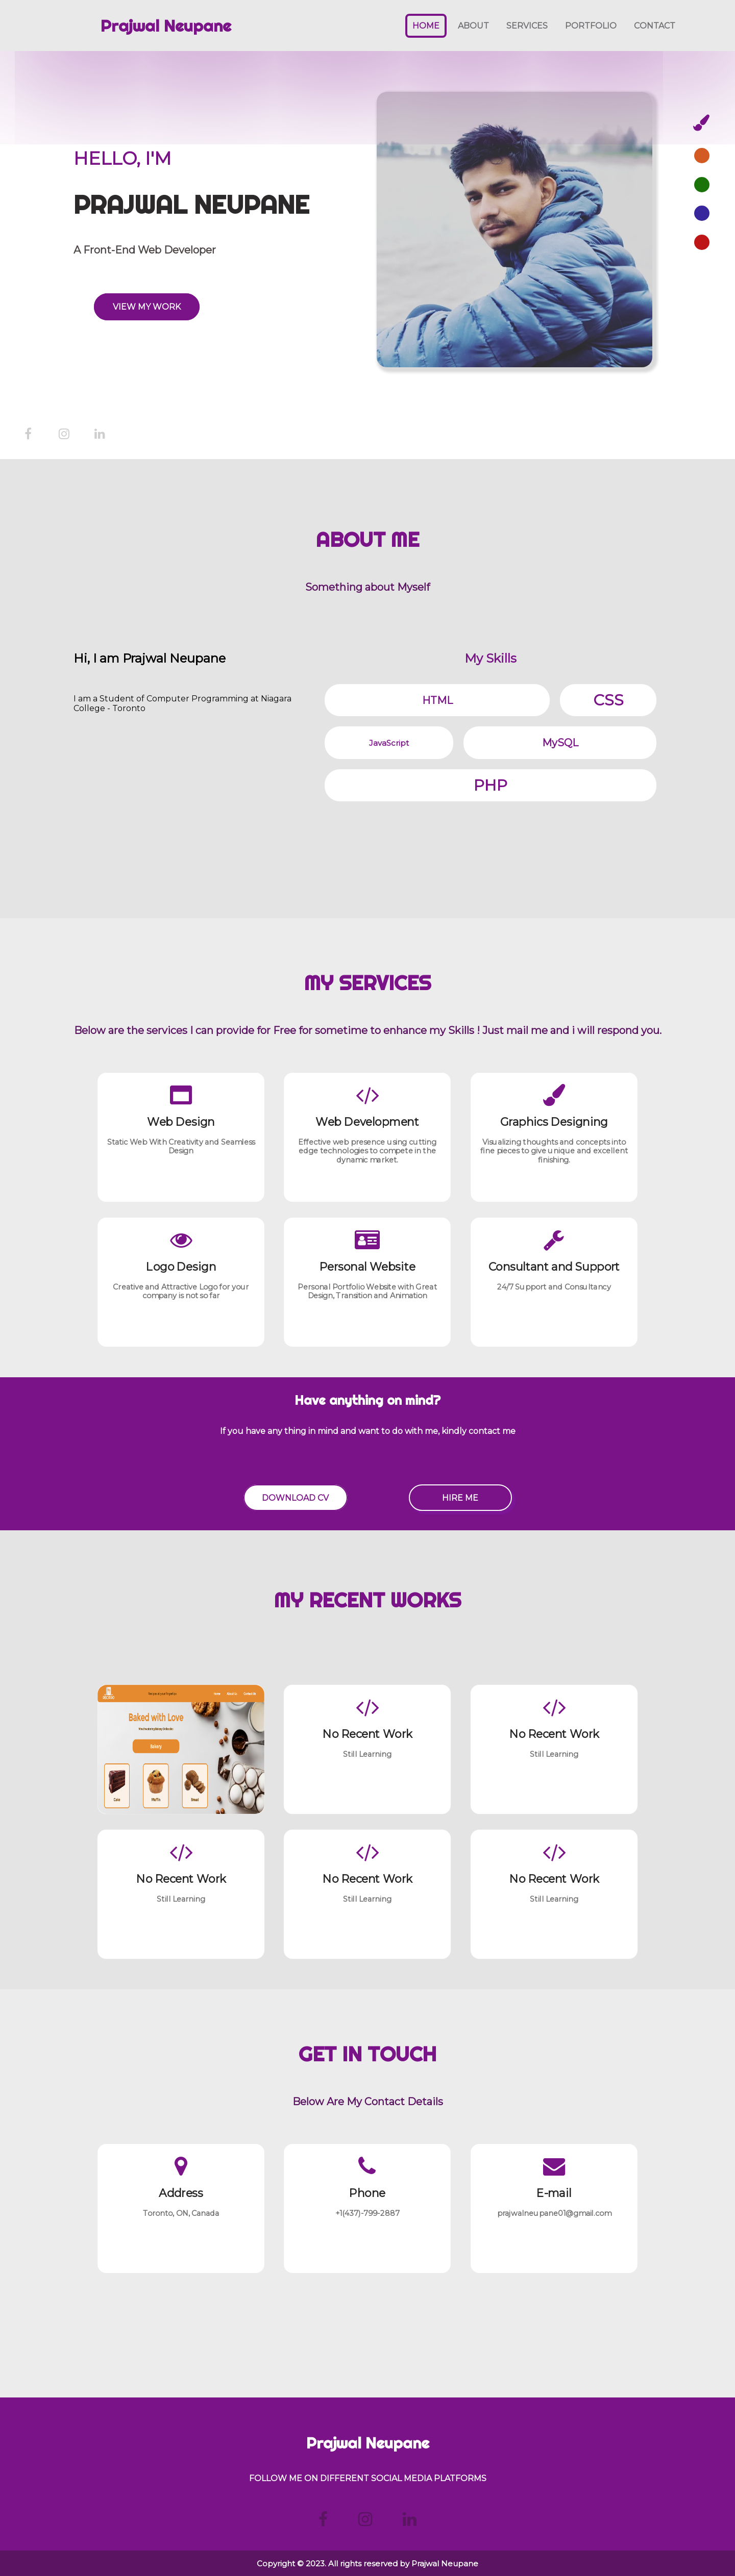 Prajwal Neupane
HOME ABOUT SERVICES PORTFOLIO CONTACT
HELLO, I'M
PRAJWAL NEUPANE
A Front-End Web Developer
VIEW MY WORK
ABOUT ME
Something about Myself
Hi, I am Prajwal Neupane
I am a Student of Computer Programming at Niagara
College - Toronto
My Skills
HTML
CSS
JavaScript
MySQL
PHP
MY SERVICES
Below are the services I can provide for Free for sometime to enhance my Skills ! Just mail me and i will respond you.
Web Design
Static Web With Creativity and Seamless
Design
Web Development
Effective web presence using cutting
edge technologies to compete in the
dynamic market.
Graphics Designing
Visualizing thoughts and concepts into
fine pieces to give unique and excellent
finishing.
Logo Design
Creative and Attractive Logo for your
company is not so far
Personal Website
Personal Portfolio Website with Great
Design, Transition and Animation
Consultant and Support
24/7 Support and Consultancy
Have anything on mind?
If you have any thing in mind and want to do with me, kindly contact me
DOWNLOAD CV
HIRE ME
MY RECENT WORKS
Baked with Love
Bakery
Cake
Muffin
Bread
No Recent Work
Still Learning
No Recent Work
Still Learning
No Recent Work
Still Learning
No Recent Work
Still Learning
No Recent Work
Still Learning
GET IN TOUCH
Below Are My Contact Details
Address
Toronto, ON, Canada
Phone
+1(437)-799-2887
E-mail
prajwalneupane01@gmail.com
Prajwal Neupane
FOLLOW ME ON DIFFERENT SOCIAL MEDIA PLATFORMS
Copyright © 2023. All rights reserved by Prajwal Neupane